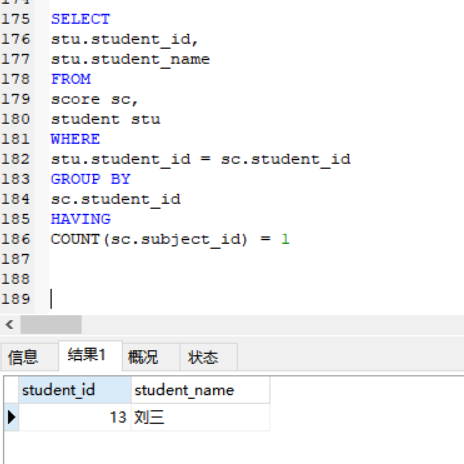 175 SELECT
176 stu.student_id,
177 stu.student_name
178 FROM
179 score sc,
180 student stu
181 WHERE
182 stu.student_id = sc.student_id
183 GROUP BY
184 sc.student_id
185 HAVING
186 COUNT(sc.subject_id) = 1
187
188
189
信息 结果1 概况 状态
student_id student_name
13 刘三